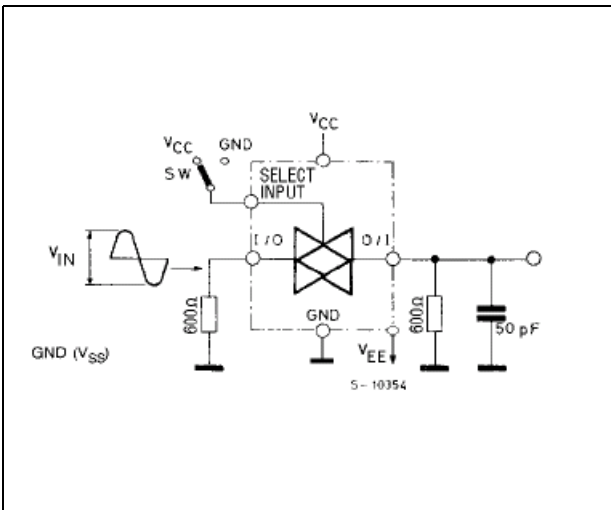 VCC
GND
VCC
SW
SELECT
INPUT
I/O
O/I
VIN
600Ω
GND
600Ω
50 pF
GND (VSS)
VEE
S-10354